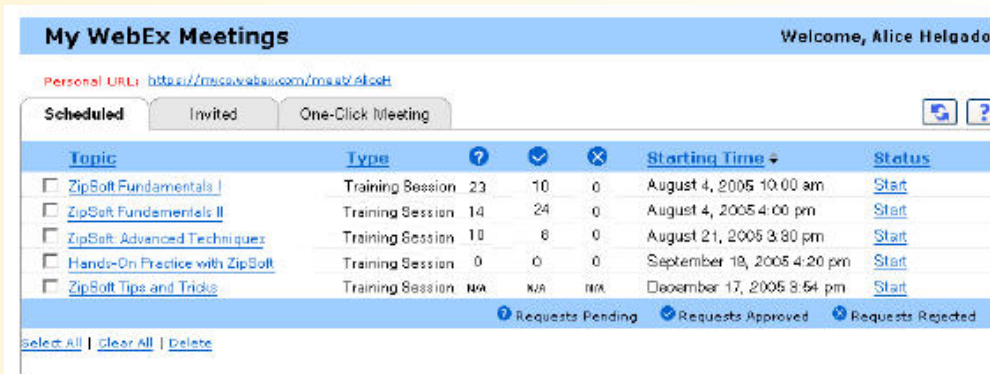 My WebEx Meetings Welcome, Alice Helgado
Personal URL: https://myco.webex.com/meet/AliceH
Scheduled Invited One-Click Meeting ?
Topic Type ? Starting Time Status
ZipSoft Fundamentals I Training Session 23 10 0 August 4, 2005 10:00 am Start
ZipSoft Fundamentals II Training Session 14 24 0 August 4, 2005 4:00 pm Start
ZipSoft: Advanced Techniques Training Session 10 8 0 August 21, 2005 3:30 pm Start
Hands-On Practice with ZipSoft Training Session 0 0 0 September 18, 2005 4:20 pm Start
ZipSoft Tips and Tricks Training Session N/A N/A N/A December 17, 2005 3:54 pm Start
? Requests Pending Requests Approved Requests Rejected
Select All | Clear All | Delete